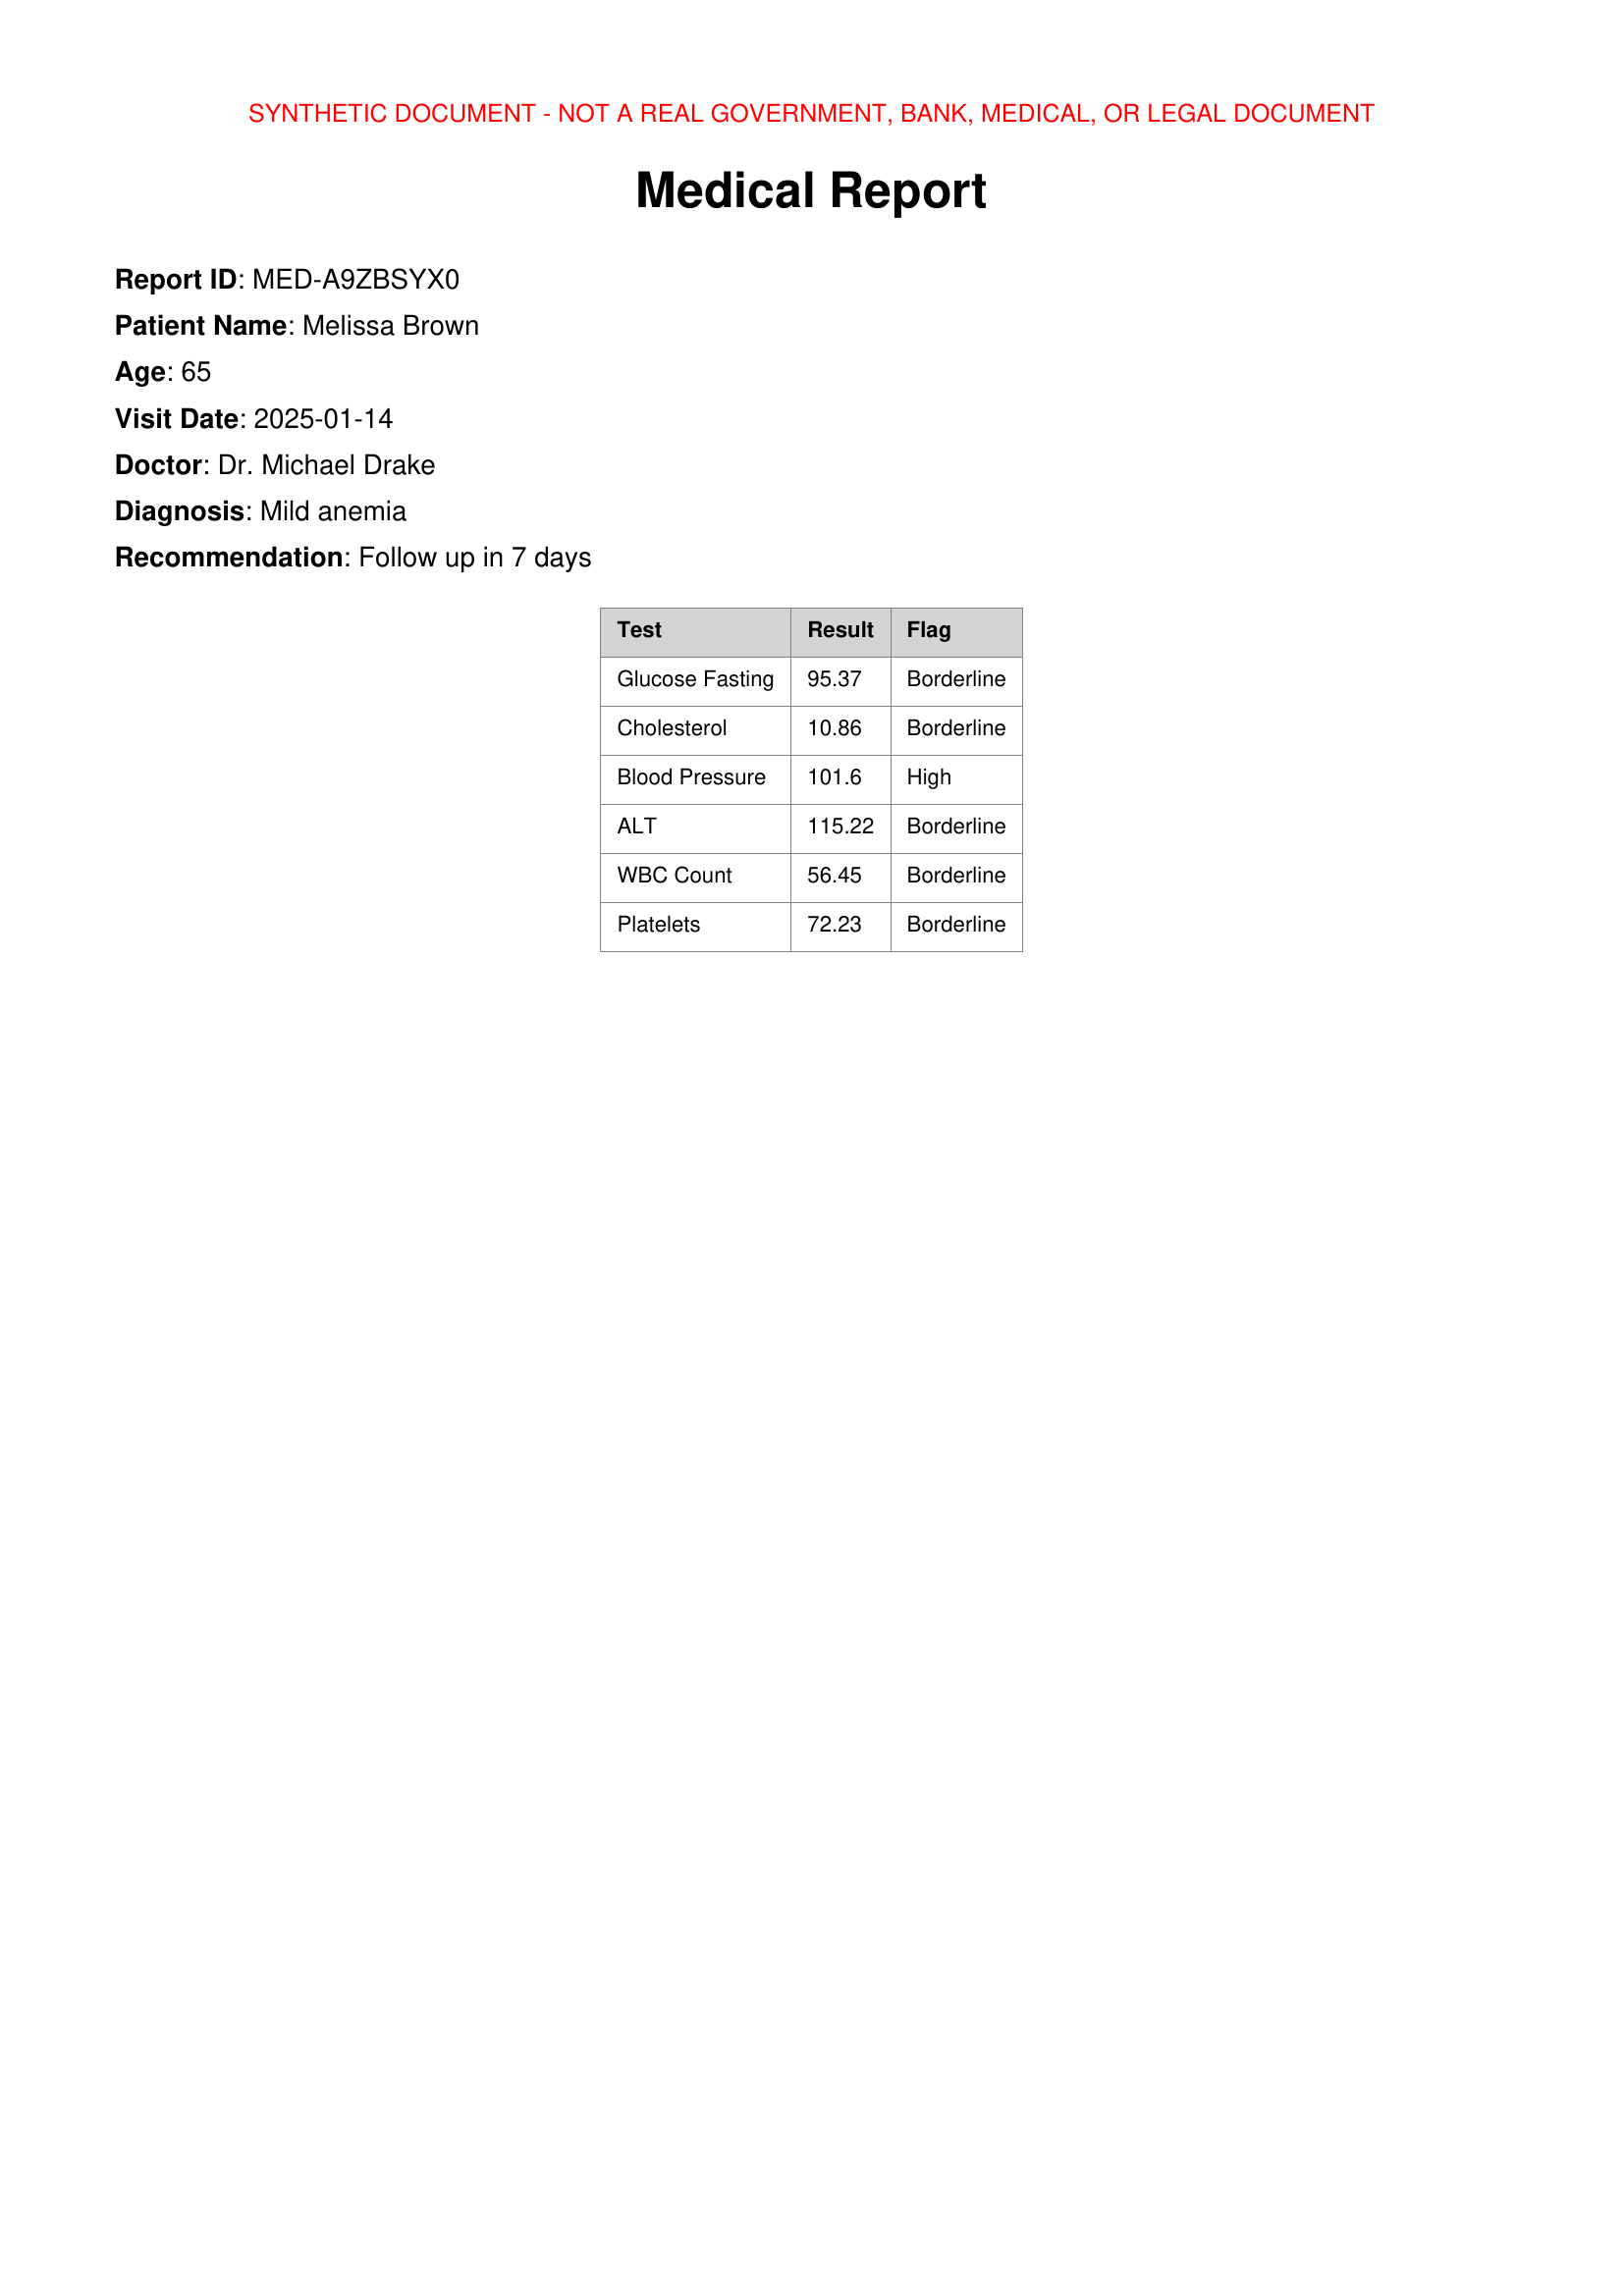 SYNTHETIC DOCUMENT - NOT A REAL GOVERNMENT, BANK, MEDICAL, OR LEGAL DOCUMENT
Medical Report
Report ID: MED-A9ZBSYX0
Patient Name: Melissa Brown
Age: 65
Visit Date: 2025-01-14
Doctor: Dr. Michael Drake
Diagnosis: Mild anemia
Recommendation: Follow up in 7 days
Test Result Flag
Glucose Fasting 95.37 Borderline
Cholesterol 10.86 Borderline
Blood Pressure 101.6 High
ALT 115.22 Borderline
WBC Count 56.45 Borderline
Platelets 72.23 Borderline